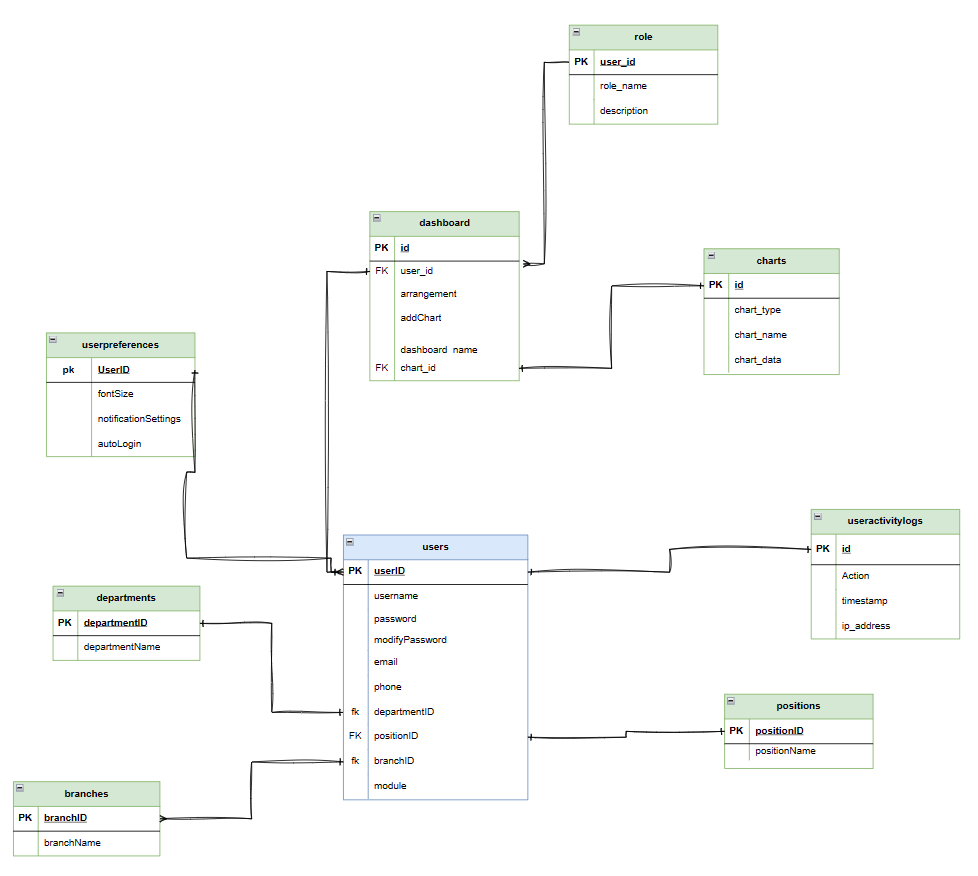 role
PK user_id
role_name
description
dashboard
PK id
FK user_id
arrangement
addChart
dashboard name
FK chart_id
charts
PK id
chart_type
chart_name
chart_data
userpreferences
pk UserID
fontSize
notificationSettings
autoLogin
users
PK userID
username
password
modifyPassword
email
phone
fk departmentID
FK positionID
fk branchID
module
useractivitylogs
PK id
Action
timestamp
ip_address
departments
PK departmentID
departmentName
positions
PK positionID
positionName
branches
PK branchID
branchName